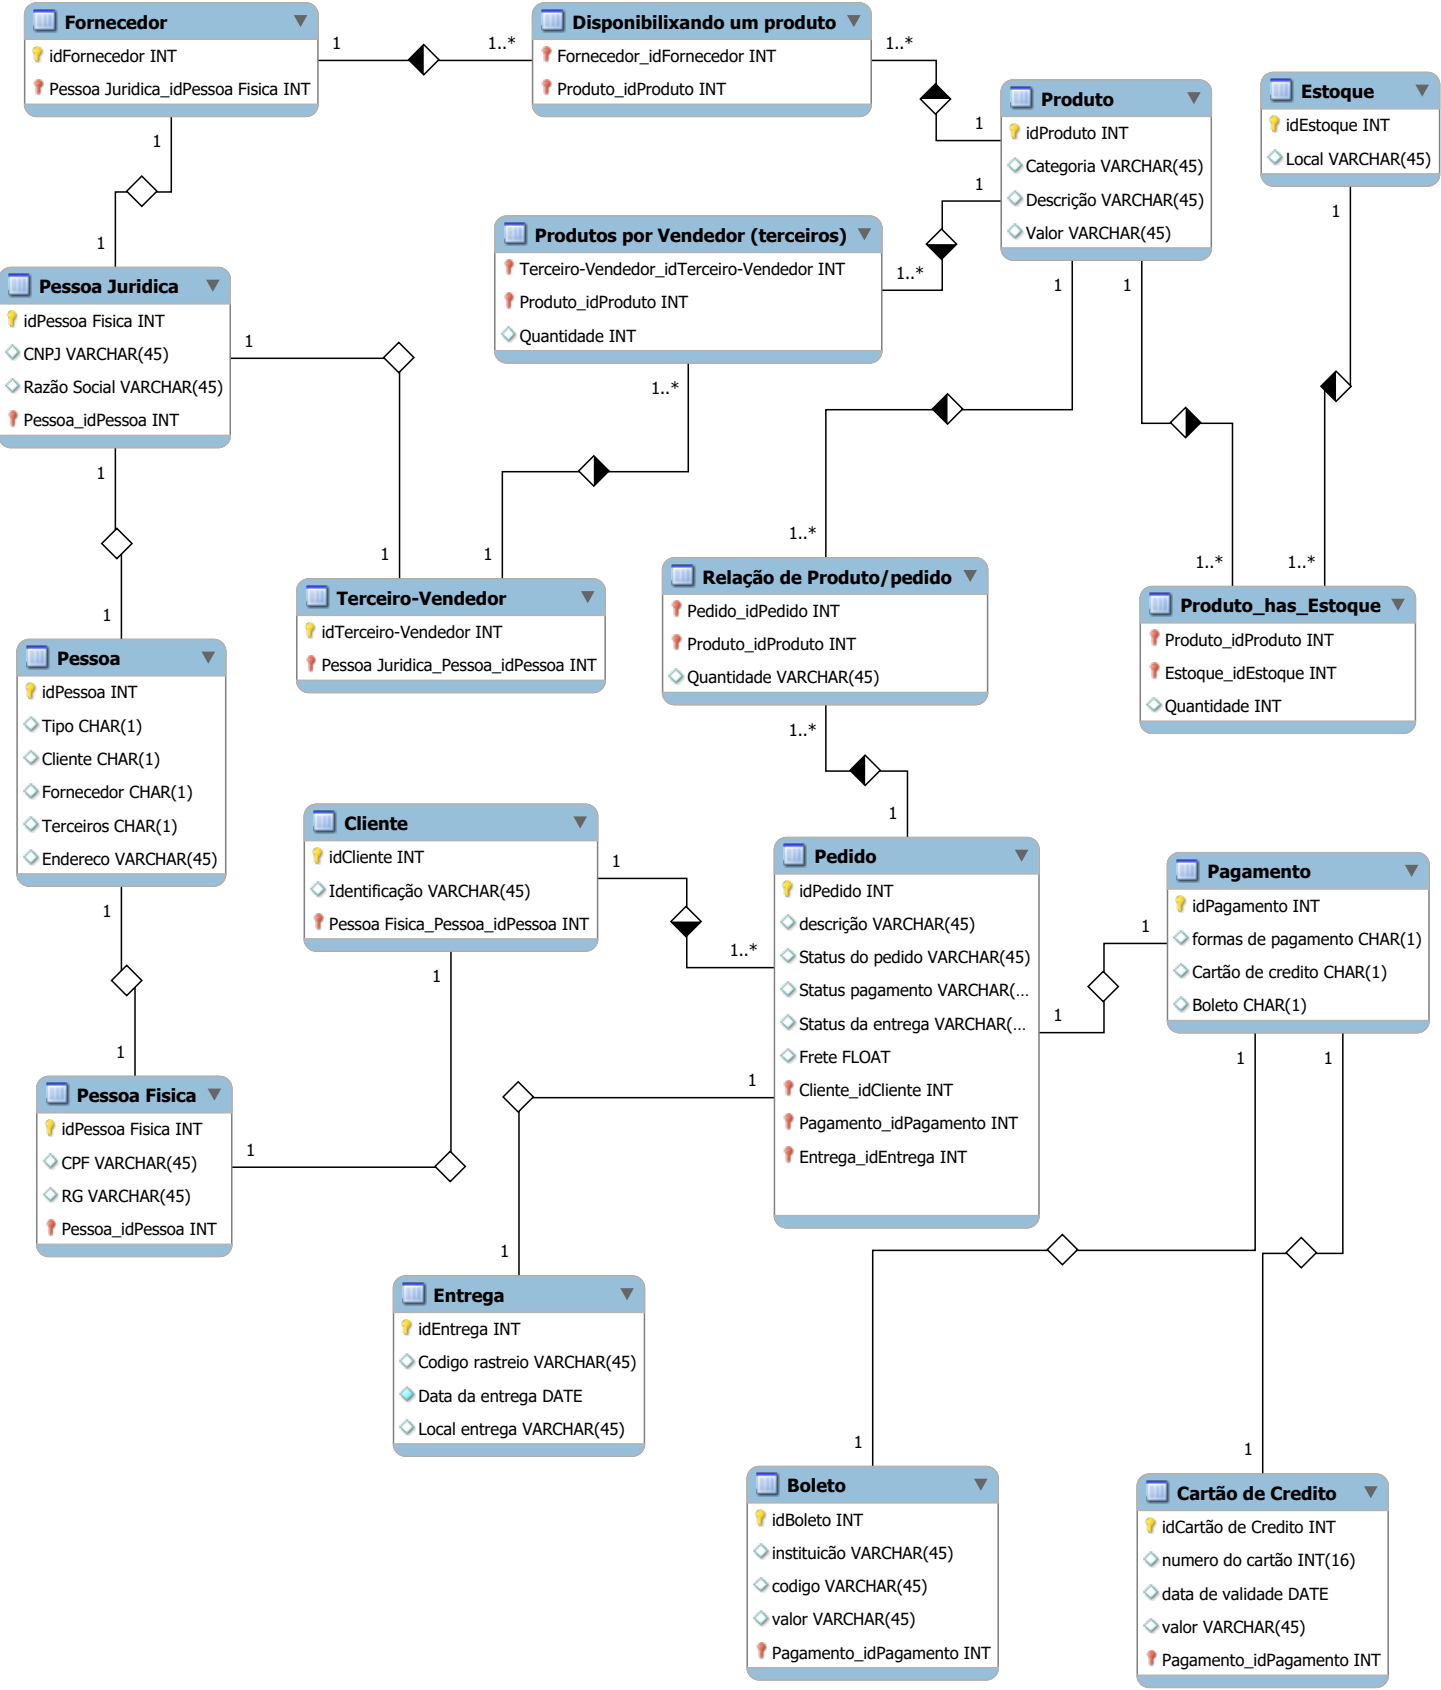 Fornecedor
idFornecedor INT
Pessoa Juridica_idPessoa Fisica INT
1
1..*
Disponibilixando um produto
Fornecedor_idFornecedor INT
Produto_idProduto INT
1..*
1
Produto
idProduto INT
Categoria VARCHAR(45)
Descrição VARCHAR(45)
Valor VARCHAR(45)
Estoque
idEstoque INT
Local VARCHAR(45)
1
1
1
1..*
Produtos por Vendedor (terceiros)
Terceiro-Vendedor_idTerceiro-Vendedor INT
Produto_idProduto INT
Quantidade INT
1
1
1
Pessoa Juridica
idPessoa Fisica INT
CNPJ VARCHAR(45)
Razão Social VARCHAR(45)
Pessoa_idPessoa INT
1
1
1..*
1
1
Terceiro-Vendedor
idTerceiro-Vendedor INT
Pessoa Juridica_Pessoa_idPessoa INT
1..*
Relação de Produto/pedido
Pedido_idPedido INT
Produto_idProduto INT
Quantidade VARCHAR(45)
1..*
1..*
Produto_has_Estoque
Produto_idProduto INT
Estoque_idEstoque INT
Quantidade INT
1
1
Pessoa
idPessoa INT
Tipo CHAR(1)
Cliente CHAR(1)
Fornecedor CHAR(1)
Terceiros CHAR(1)
Endereco VARCHAR(45)
1
1
Cliente
idCliente INT
Identificação VARCHAR(45)
Pessoa Fisica_Pessoa_idPessoa INT
1
1..*
1..*
1
Pedido
idPedido INT
descrição VARCHAR(45)
Status do pedido VARCHAR(45)
Status pagamento VARCHAR(...
Status da entrega VARCHAR(...
Frete FLOAT
Cliente_idCliente INT
Pagamento_idPagamento INT
Entrega_idEntrega INT
1
1
Pagamento
idPagamento INT
formas de pagamento CHAR(1)
Cartão de credito CHAR(1)
Boleto CHAR(1)
1
1
Pessoa Fisica
idPessoa Fisica INT
CPF VARCHAR(45)
RG VARCHAR(45)
Pessoa_idPessoa INT
1
1
1
1
Entrega
idEntrega INT
Codigo rastreio VARCHAR(45)
Data da entrega DATE
Local entrega VARCHAR(45)
1
Boleto
idBoleto INT
instituicão VARCHAR(45)
codigo VARCHAR(45)
valor VARCHAR(45)
Pagamento_idPagamento INT
1
Cartão de Credito
idCartão de Credito INT
numero do cartão INT(16)
data de validade DATE
valor VARCHAR(45)
Pagamento_idPagamento INT